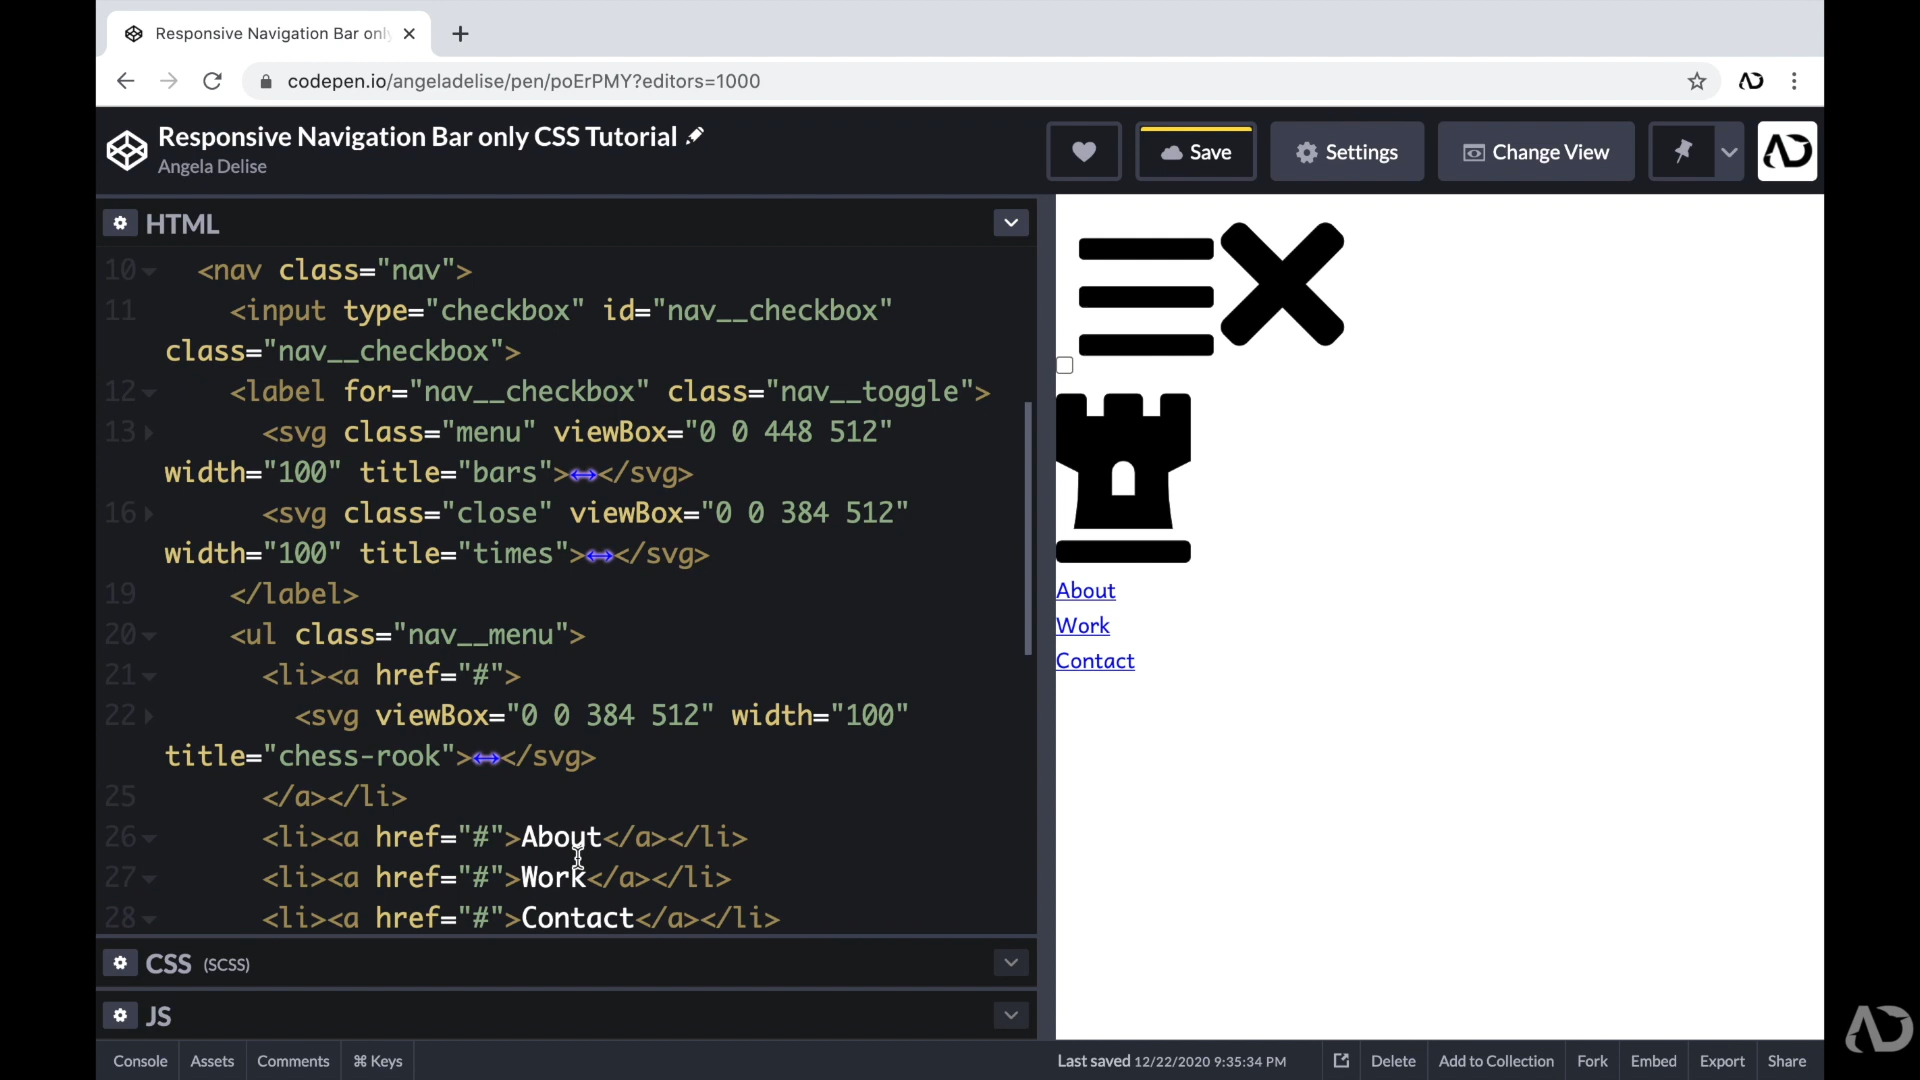 Responsive Navigation Bar onl
codepen.io/angeladelise/pen/poErPMY?editors=1000
Responsive Navigation Bar only CSS Tutorial
Angela Delise
Save
Settings
Change View
HTML
10 <nav class="nav">
11 <input type="checkbox" id="nav__checkbox"
class="nav__checkbox">
12 <label for="nav__checkbox" class="nav__toggle">
13 <svg class="menu" viewBox="0 0 448 512"
width="100" title="bars"></svg>
16 <svg class="close" viewBox="0 0 384 512"
width="100" title="times"></svg>
19 </label>
20 <ul class="nav__menu">
21 <li><a href="#">
22 <svg viewBox="0 0 384 512" width="100"
title="chess-rook"></svg>
25 </a></li>
26 <li><a href="#">About</a></li>
27 <li><a href="#">Work</a></li>
28 <li><a href="#">Contact</a></li>
About
Work
Contact
CSS (SCSS)
JS
Console Assets Comments ⌘ Keys
Last saved 12/22/2020 9:35:34 PM
Delete Add to Collection Fork Embed Export Share